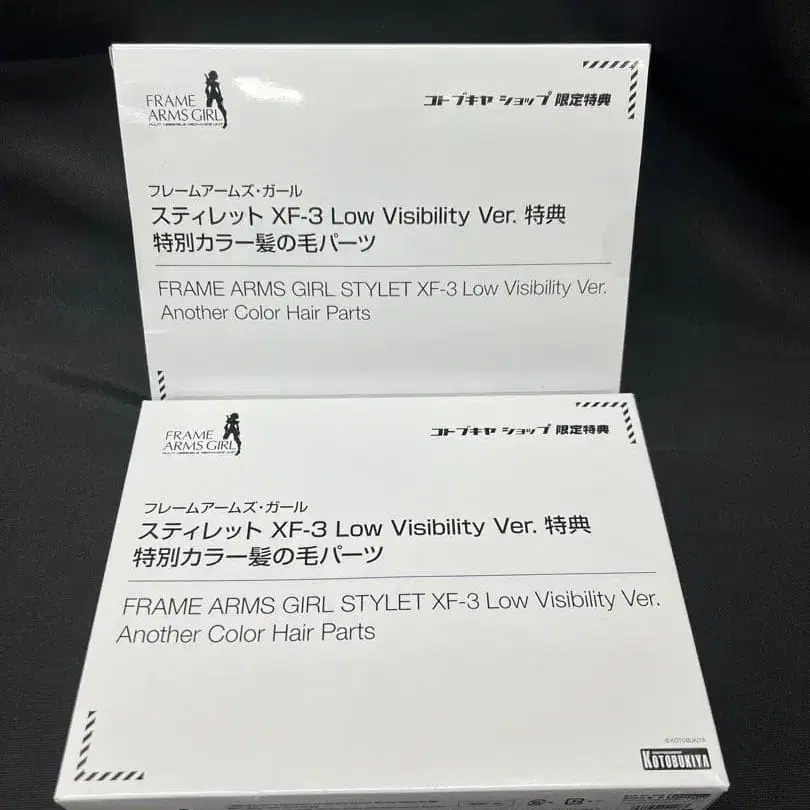 FRAME
ARMS GIRL
コトブキヤ ショップ 限定特典
フレームアームズ・ガール
スティレット XF-3 Low Visibility Ver. 特典
特別カラー髪の毛パーツ
FRAME ARMS GIRL STYLET XF-3 Low Visibility Ver.
Another Color Hair Parts
FRAME
ARMS GIRL
コトブキヤ ショップ 限定特典
フレームアームズ・ガール
スティレット XF-3 Low Visibility Ver. 特典
特別カラー髪の毛パーツ
FRAME ARMS GIRL STYLET XF-3 Low Visibility Ver.
Another Color Hair Parts
© KOTOBUKIYA
KOTOBUKIYA